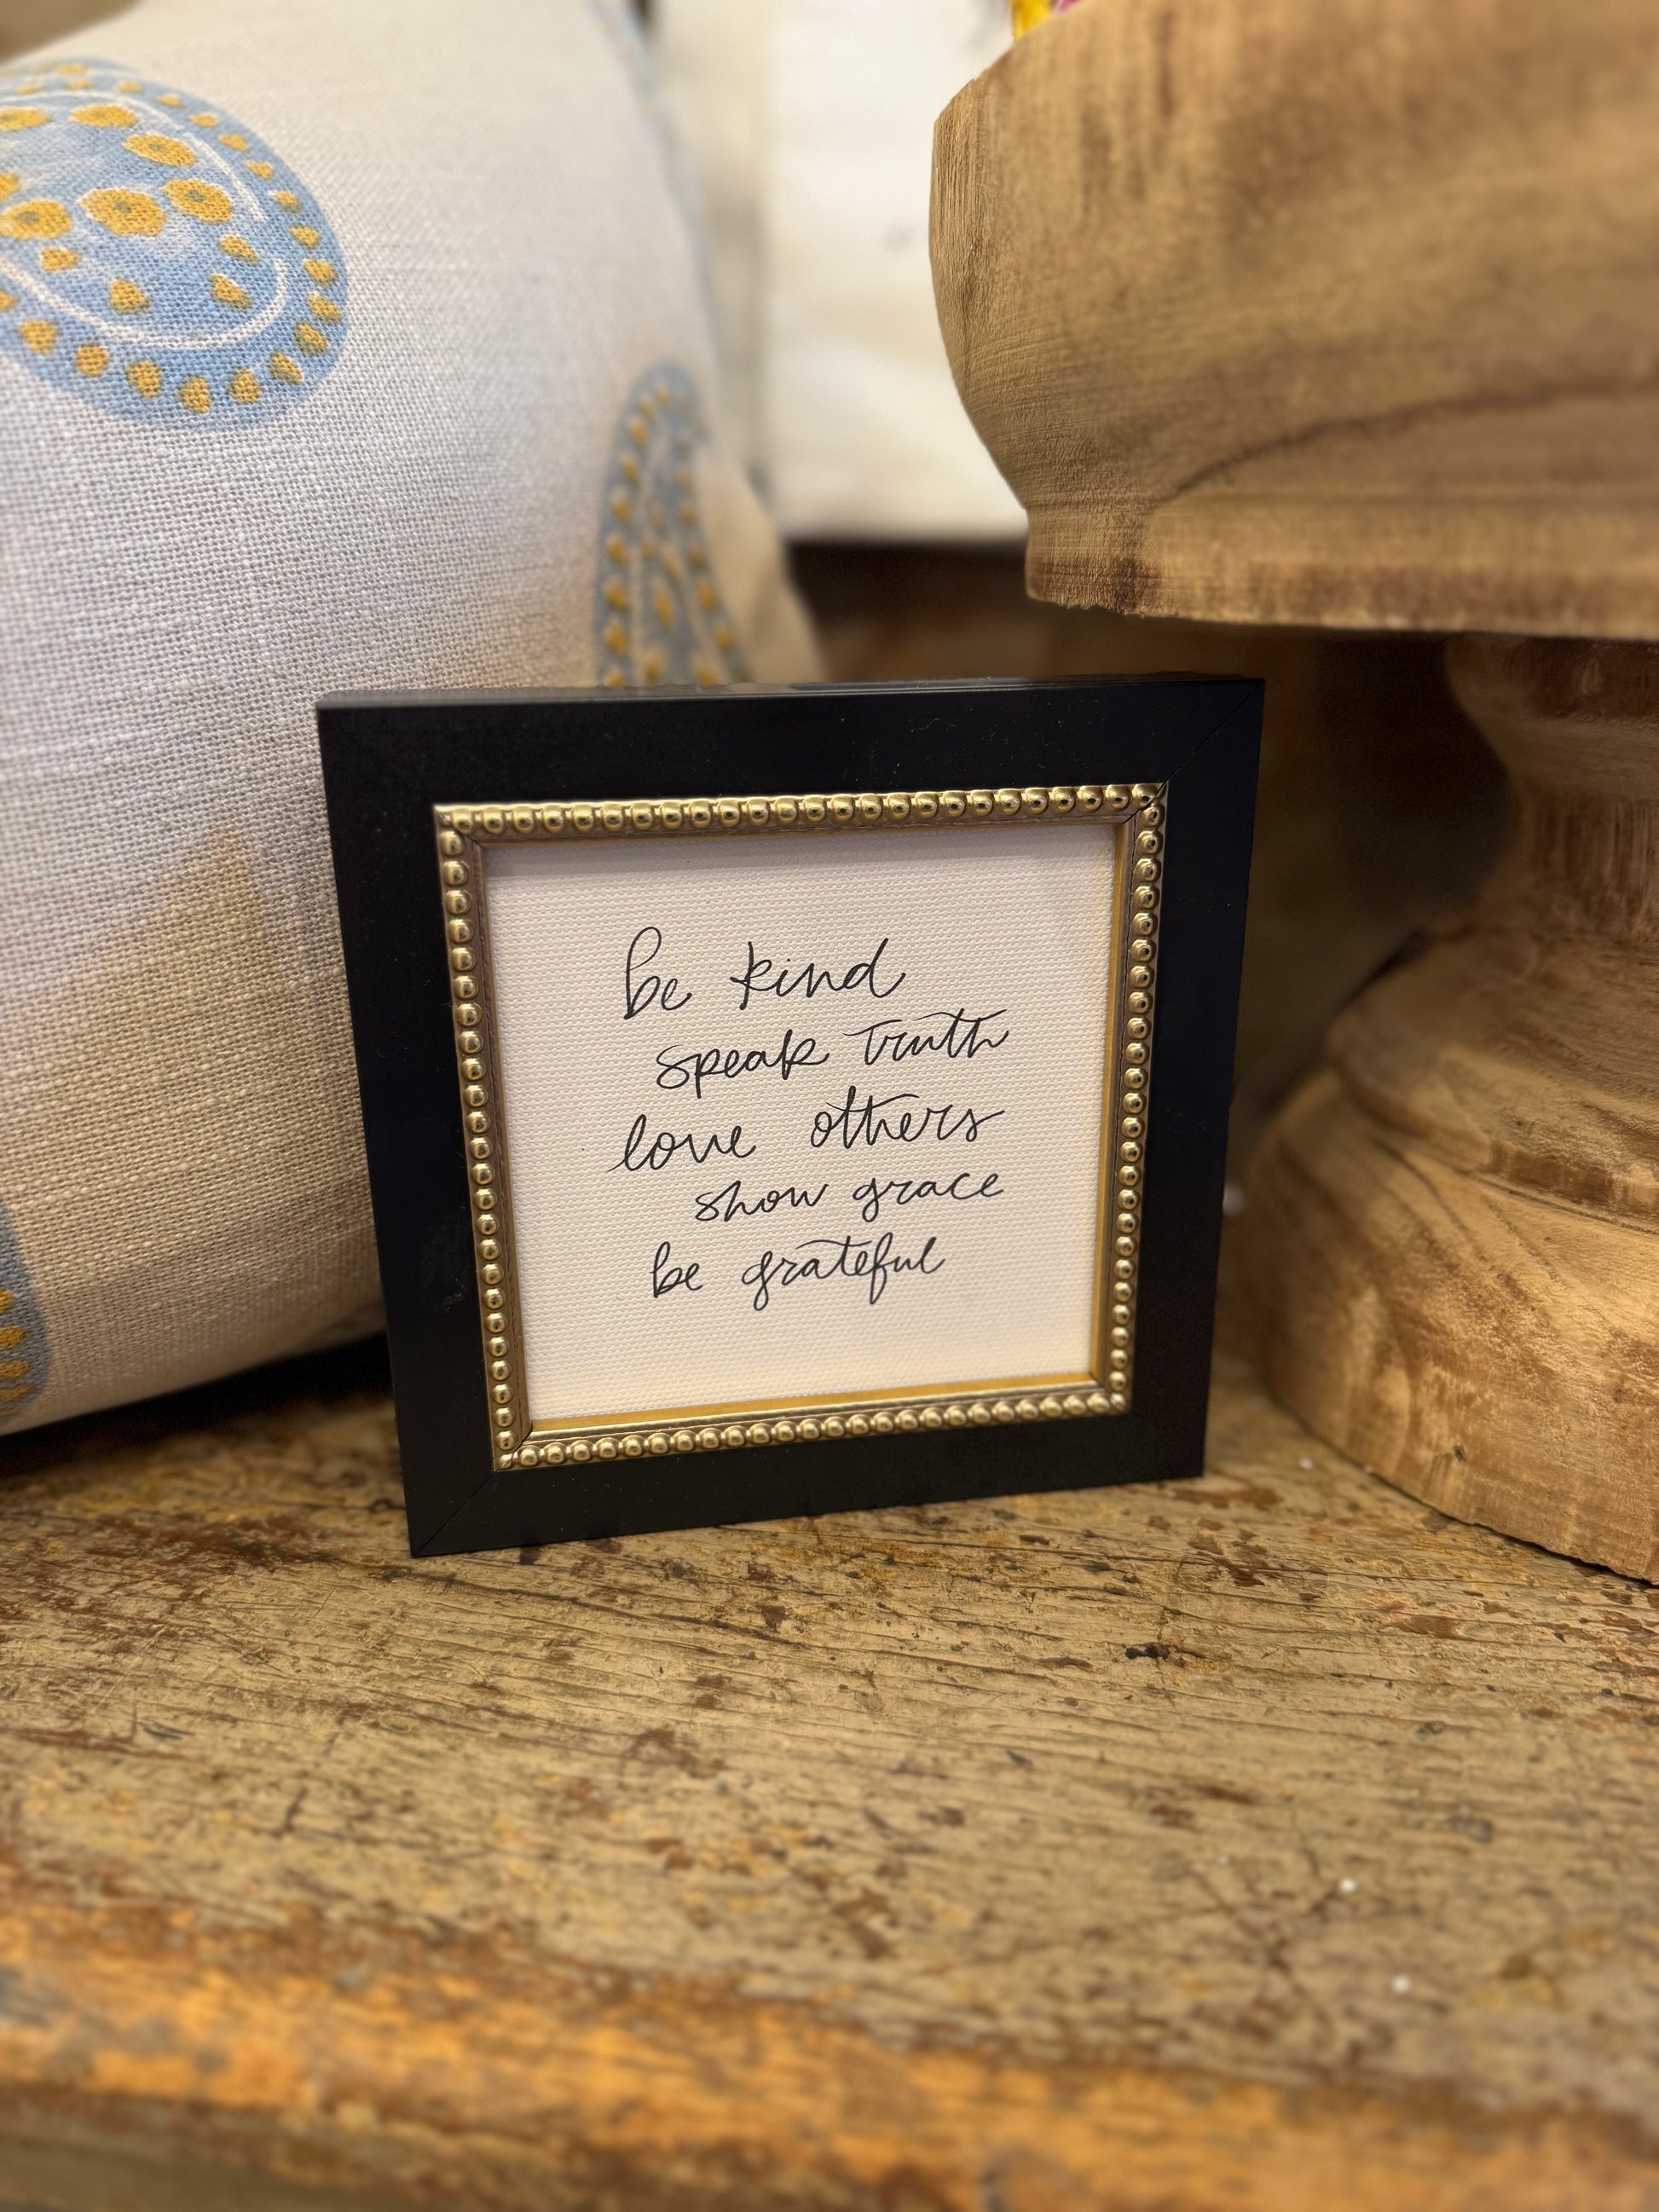 be kind
speak truth
love others
show grace
be grateful